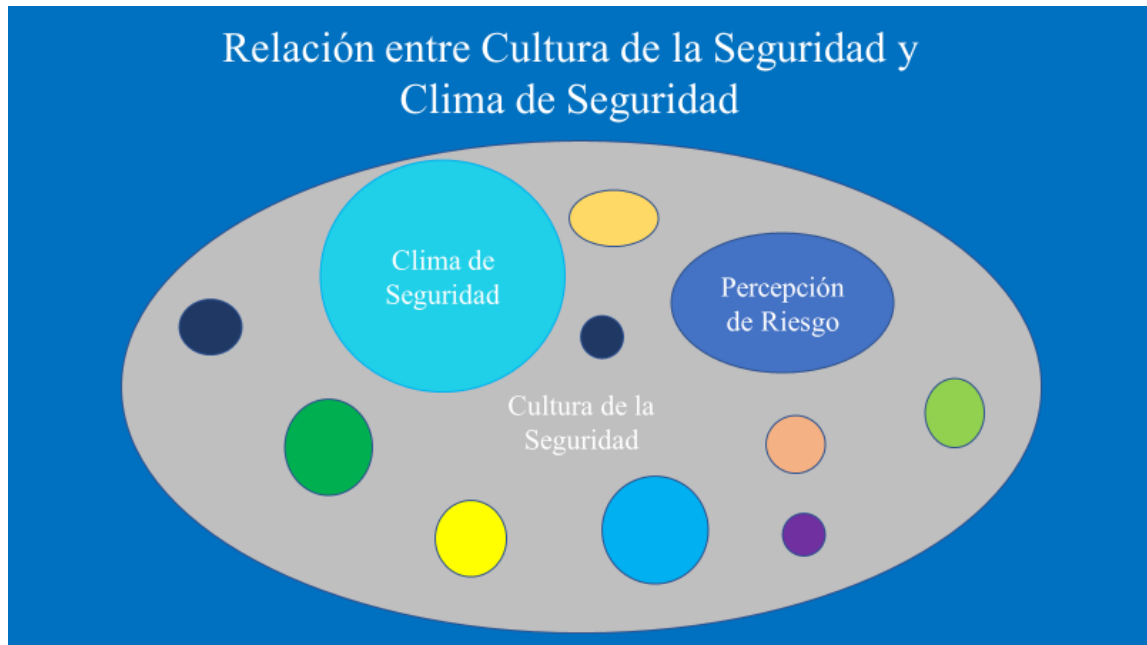 Relación entre Cultura de la Seguridad y
Clima de Seguridad
Clima de
Seguridad
Percepción
de Riesgo
Cultura de la
Seguridad